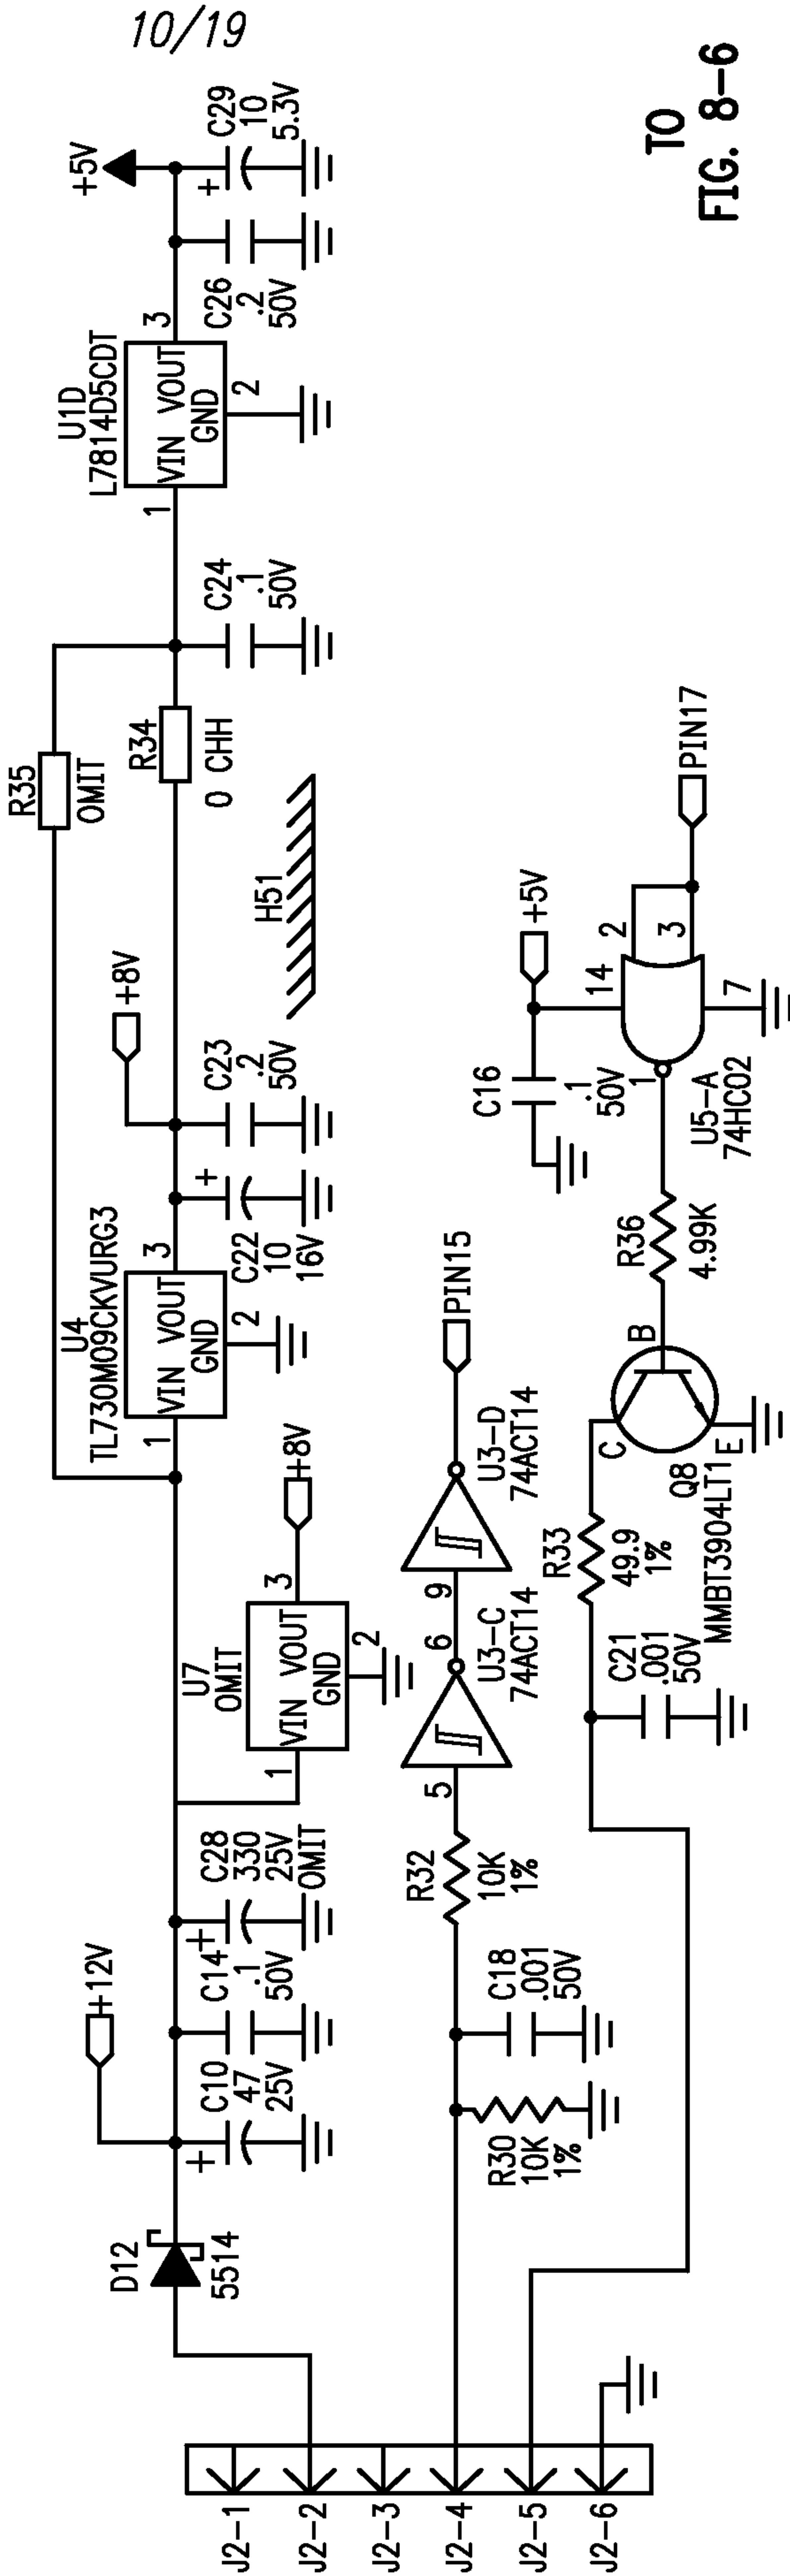 10/19
+5V
C29
10
5.3V
C26
.2
50V
U1D
L7814D5CDT
VIN VOUT
GND
1
3
2
C24
.1
50V
R35
OMIT
R34
0 CHH
H51
+8V
C23
.2
50V
C22
10
16V
+
U4
TL730M09CKVURG3
VIN VOUT
GND
1
3
2
U7
OMIT
VIN VOUT
GND
1
3
2
+8V
+12V
C28
330
25V
OMIT
C14
.1
50V
C10
47
25V
D12
5514
J2-1
J2-2
J2-3
J2-4
J2-5
J2-6
R30
10K
1%
C18
.001
50V
R32
10K
1%
5
6
U3-C
74ACT14
9
U3-D
74ACT14
PIN15
C21
.001
50V
R33
49.9
1%
C
B
E
Q8
MMBT3904LT1
R36
4.99K
C16
.1
50V
+5V
14
1
2
3
7
U5-A
74HC02
PIN17
TO
FIG. 8-6